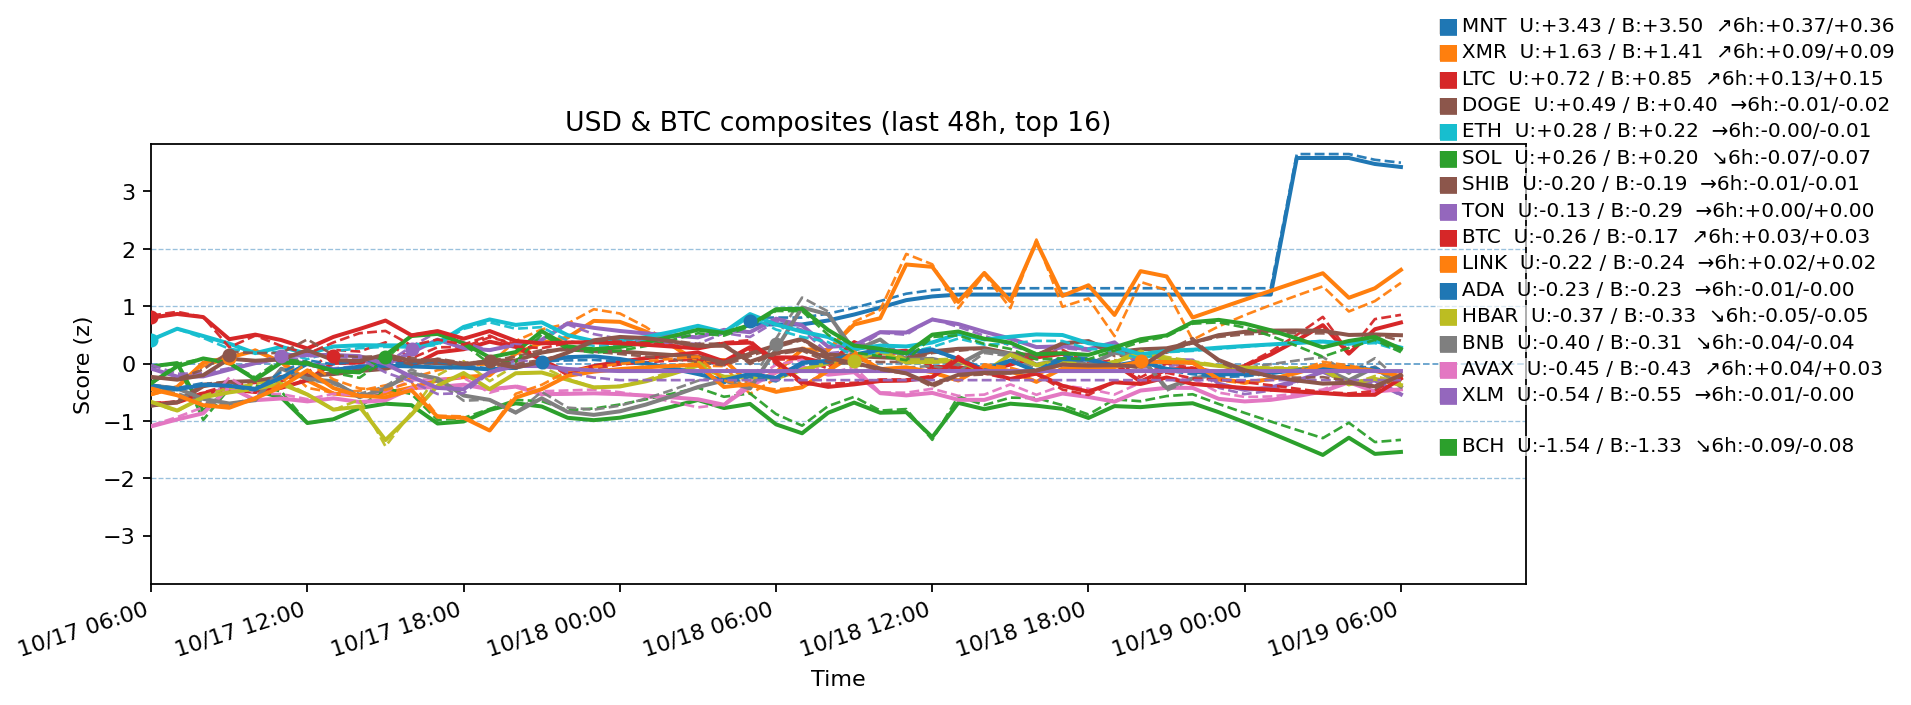 MNT  U:+3.43 / B:+3.50  ↗6h:+0.37/+0.36
XMR  U:+1.63 / B:+1.41  ↗6h:+0.09/+0.09
LTC  U:+0.72 / B:+0.85  ↗6h:+0.13/+0.15
DOGE  U:+0.49 / B:+0.40  →6h:-0.01/-0.02
ETH  U:+0.28 / B:+0.22  →6h:-0.00/-0.01
SOL  U:+0.26 / B:+0.20  ↘6h:-0.07/-0.07
SHIB  U:-0.20 / B:-0.19  →6h:-0.01/-0.01
TON  U:-0.13 / B:-0.29  →6h:+0.00/+0.00
BTC  U:-0.26 / B:-0.17  ↗6h:+0.03/+0.03
LINK  U:-0.22 / B:-0.24  →6h:+0.02/+0.02
ADA  U:-0.23 / B:-0.23  →6h:-0.01/-0.00
HBAR  U:-0.37 / B:-0.33  ↘6h:-0.05/-0.05
BNB  U:-0.40 / B:-0.31  ↘6h:-0.04/-0.04
AVAX  U:-0.45 / B:-0.43  ↗6h:+0.04/+0.03
XLM  U:-0.54 / B:-0.55  →6h:-0.01/-0.00
BCH  U:-1.54 / B:-1.33  ↘6h:-0.09/-0.08
USD & BTC composites (last 48h, top 16)
Score (z)
3
2
1
0
−1
−2
−3
10/17 06:00
10/17 12:00
10/17 18:00
10/18 00:00
10/18 06:00
10/18 12:00
10/18 18:00
10/19 00:00
10/19 06:00
Time